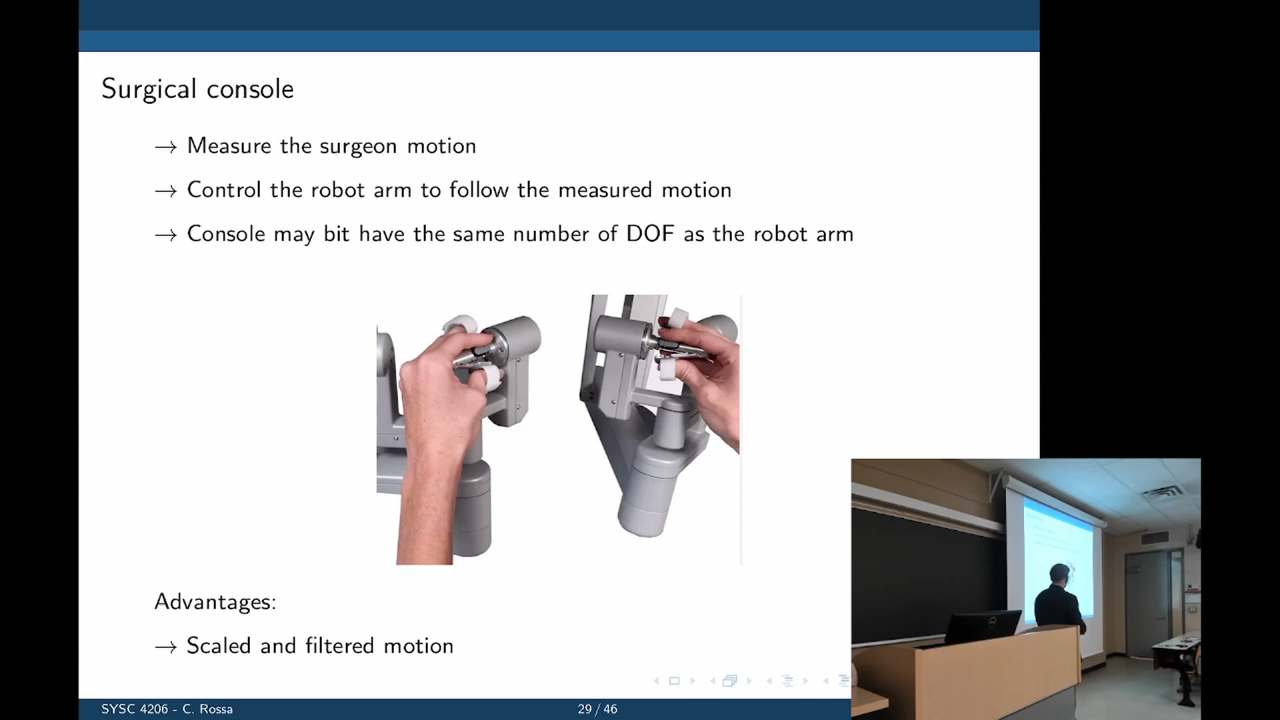 Surgical console
→ Measure the surgeon motion
→ Control the robot arm to follow the measured motion
→ Console may bit have the same number of DOF as the robot arm
Advantages:
→ Scaled and filtered motion
SYSC 4206 - C. Rossa
29 / 46